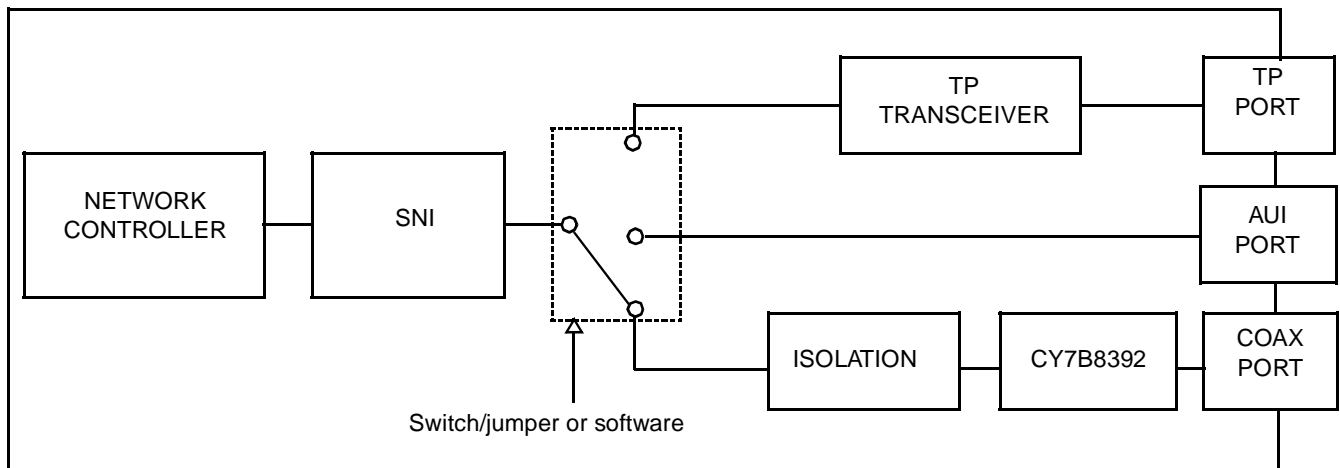 TP
TRANSCEIVER
TP
PORT
NETWORK
CONTROLLER
SNI
AUI
PORT
ISOLATION
CY7B8392
COAX
PORT
Switch/jumper or software